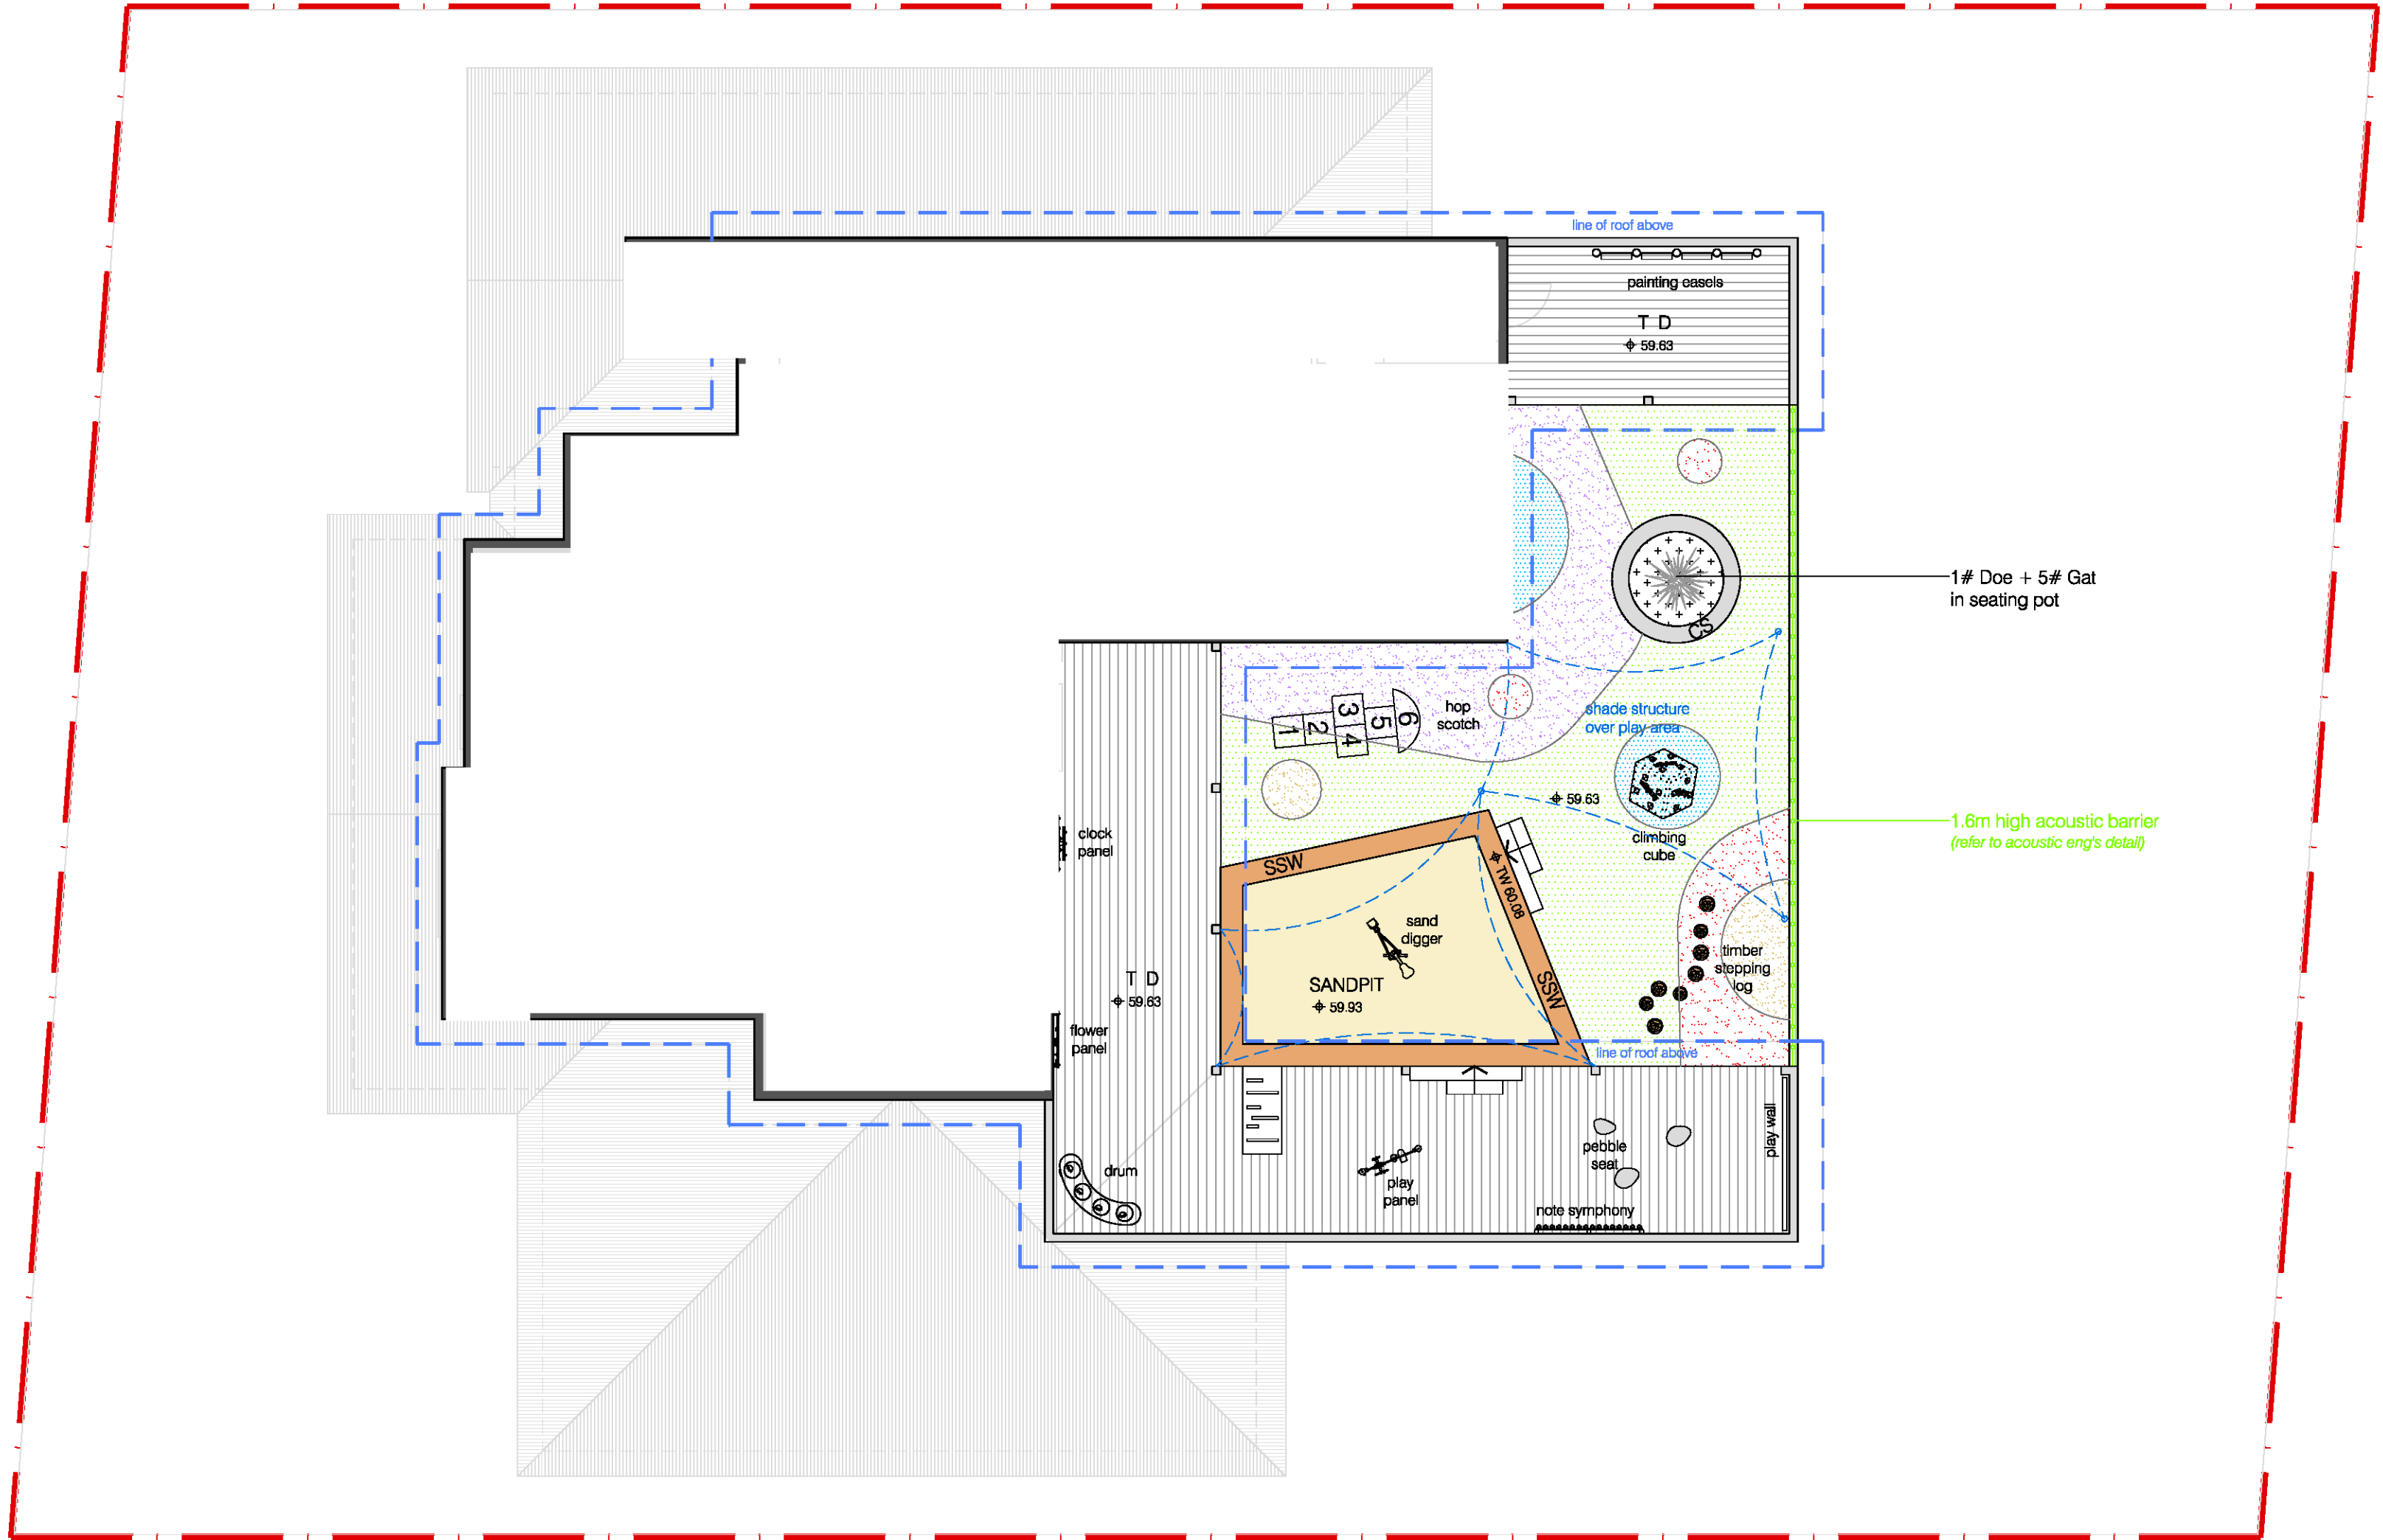 line of roof above
painting easels
T D
59.63
1# Doe + 5# Gat
in seating pot
CS
shade structure
over play area
hop
scotch
1
2
3
4
5
6
59.63
1.6m high acoustic barrier
(refer to acoustic eng's detail)
climbing
cube
clock
panel
SSW
TW 60.08
sand
digger
timber
stepping
log
T D
59.63
SANDPIT
59.93
SSW
flower
panel
line of roof above
play wall
pebble
seat
drum
play
panel
note symphony